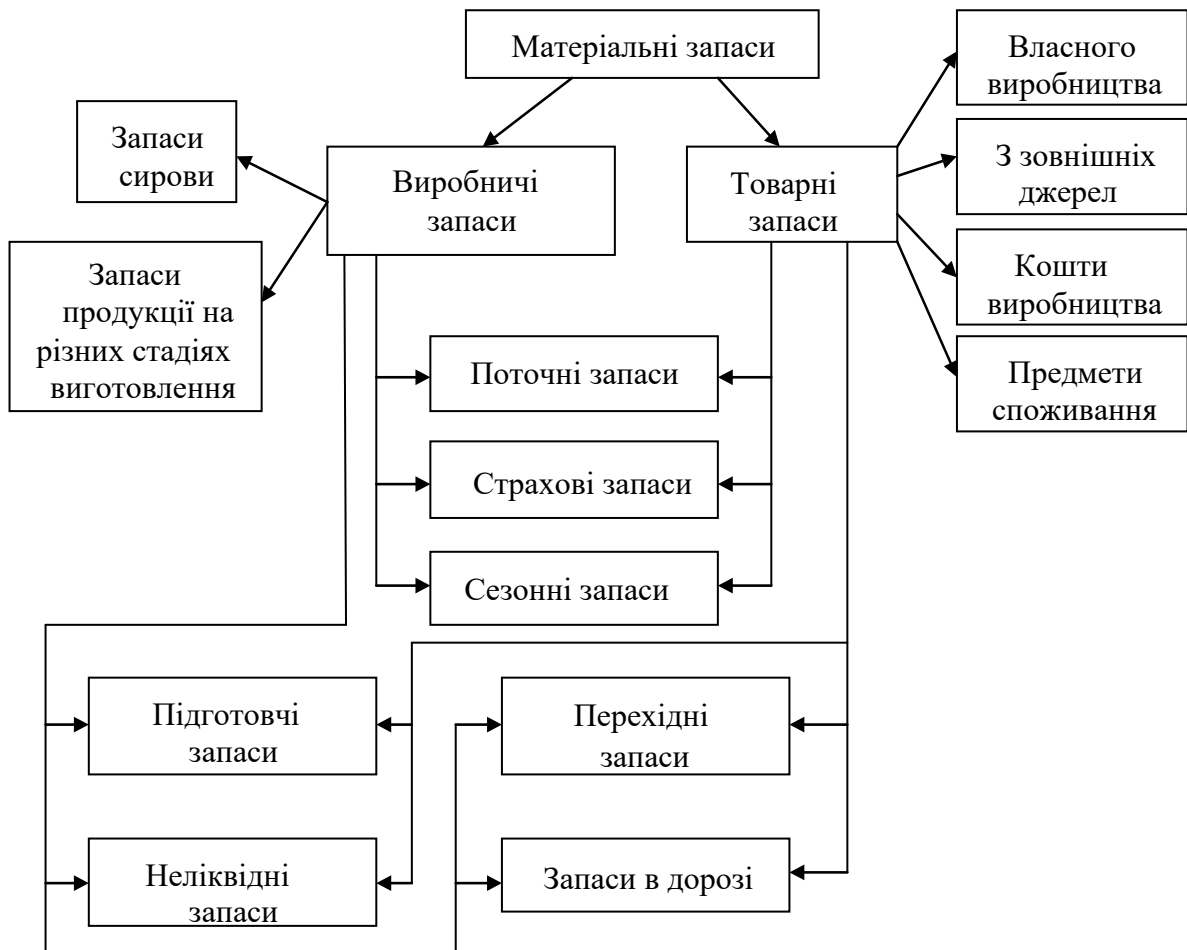 Матеріальні запаси
Власного
виробництва
Запаси
сирови
З зовнішніх
джерел
Виробничі
запаси
Товарні
запаси
Запаси
продукції на
різних стадіях
виготовлення
Кошти
виробництва
Поточні запаси
Предмети
споживання
Страхові запаси
Сезонні запаси
Підготовчі
запаси
Перехідні
запаси
Неліквідні
запаси
Запаси в дорозі